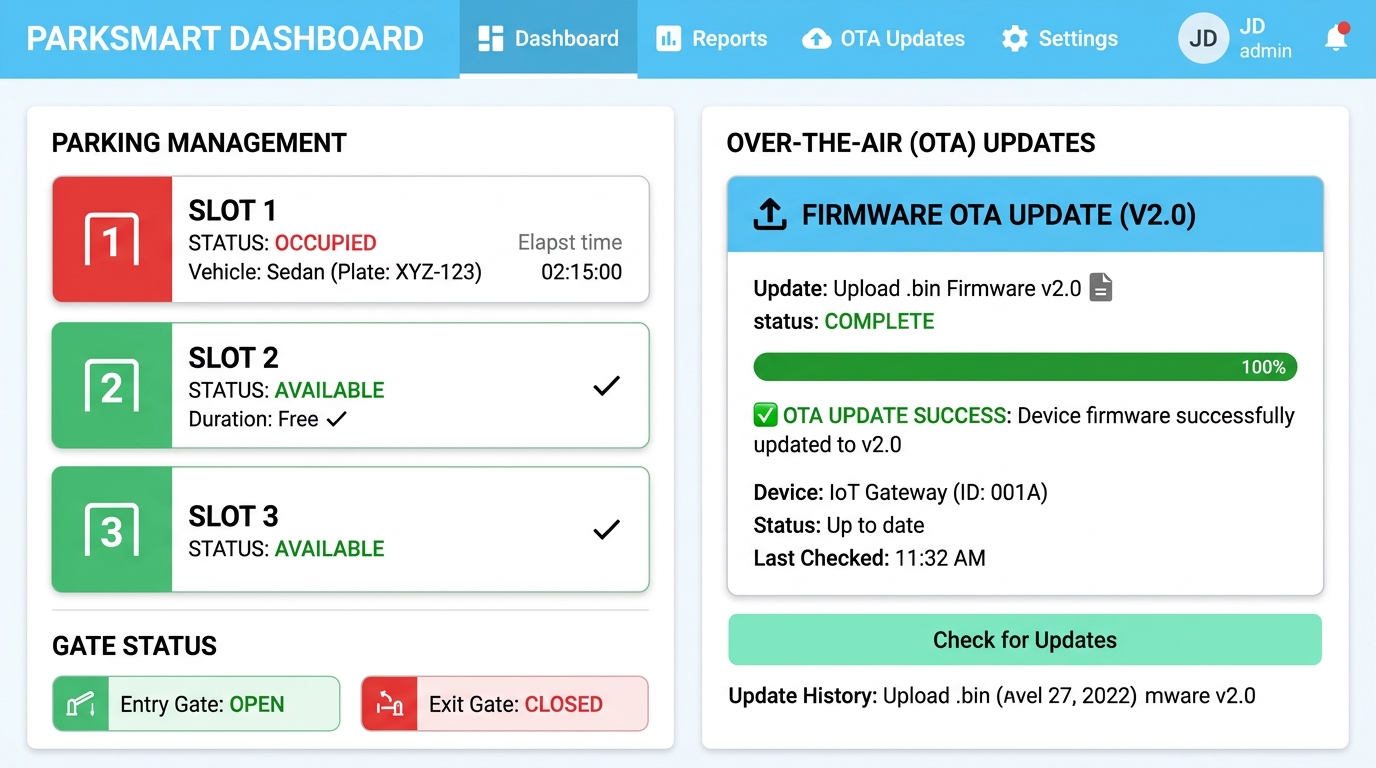 PARKSMART DASHBOARD
Dashboard
Reports
OTA Updates
Settings
JD
JD
admin
PARKING MANAGEMENT
1
SLOT 1
STATUS: OCCUPIED
Vehicle: Sedan (Plate: XYZ-123)
Elapst time
02:15:00
2
SLOT 2
STATUS: AVAILABLE
Duration: Free ✓
3
SLOT 3
STATUS: AVAILABLE
GATE STATUS
Entry Gate: OPEN
Exit Gate: CLOSED
OVER-THE-AIR (OTA) UPDATES
FIRMWARE OTA UPDATE (V2.0)
Update: Upload .bin Firmware v2.0
status: COMPLETE
100%
✅ OTA UPDATE SUCCESS: Device firmware successfully
updated to v2.0
Device: IoT Gateway (ID: 001A)
Status: Up to date
Last Checked: 11:32 AM
Check for Updates
Update History: Upload .bin (Avel 27, 2022) mware v2.0